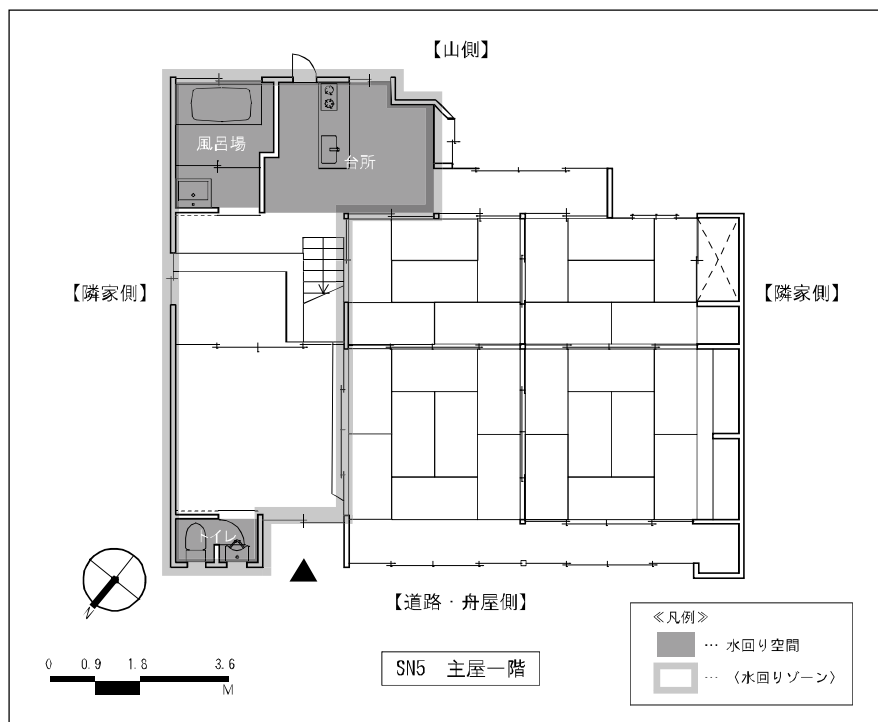 【山側】
風呂場
台所
【隣家側】
【隣家側】
トイレ
【道路・舟屋側】
N
0 0.9 1.8 3.6
M
SN5 主屋一階
≪凡例≫
… 水回り空間
… 〈水回りゾーン〉